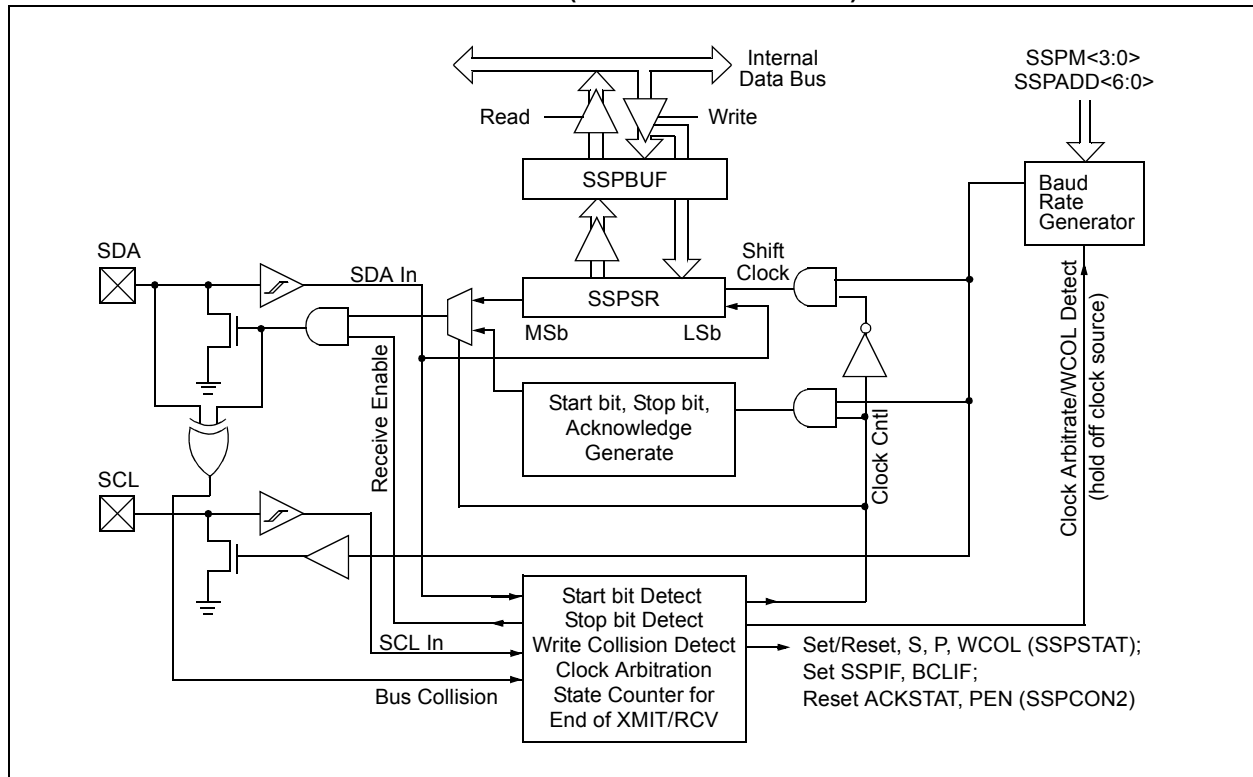 Internal
Data Bus
SSPM<3:0>
SSPADD<6:0>
Read
Write
SSPBUF
Baud
Rate
Generator
SDA
SDA In
Shift
Clock
SSPSR
MSb
LSb
Start bit, Stop bit,
Acknowledge
Generate
Receive Enable
Clock Cntl
Clock Arbitrate/WCOL Detect
(hold off clock source)
SCL
SCL In
Bus Collision
Start bit Detect
Stop bit Detect
Write Collision Detect
Clock Arbitration
State Counter for
End of XMIT/RCV
Set/Reset, S, P, WCOL (SSPSTAT);
Set SSPIF, BCLIF;
Reset ACKSTAT, PEN (SSPCON2)